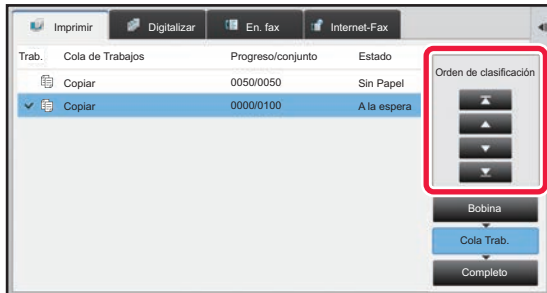 Imprimir Digitalizar En. fax Internet-Fax
Trab. Cola de Trabajos Progreso/conjunto Estado
Copiar 0050/0050 Sin Papel
Copiar 0000/0100 A la espera
Orden de clasificación
Bobina
Cola Trab.
Completo